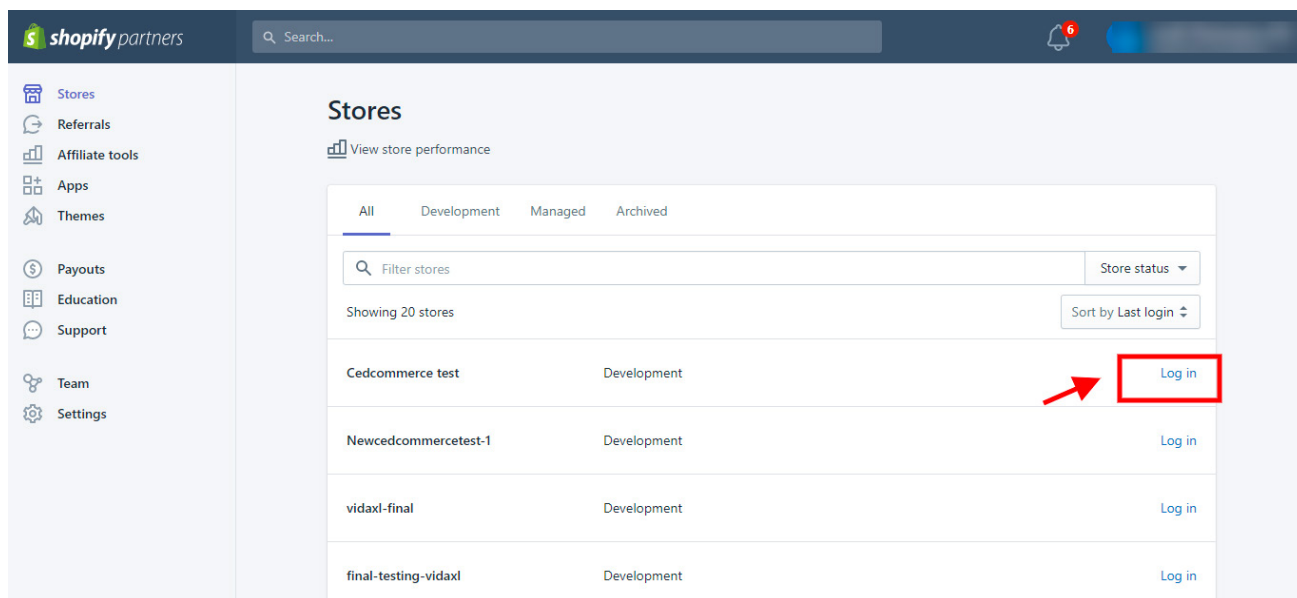 shopify partners
Search...
6
Stores
Referrals
Affiliate tools
Apps
Themes
Payouts
Education
Support
Team
Settings
Stores
View store performance
All Development Managed Archived
Filter stores Store status
Showing 20 stores Sort by Last login
Cedcommerce test Development Log in
Newcedcommercetest-1 Development Log in
vidaxl-final Development Log in
final-testing-vidaxl Development Log in